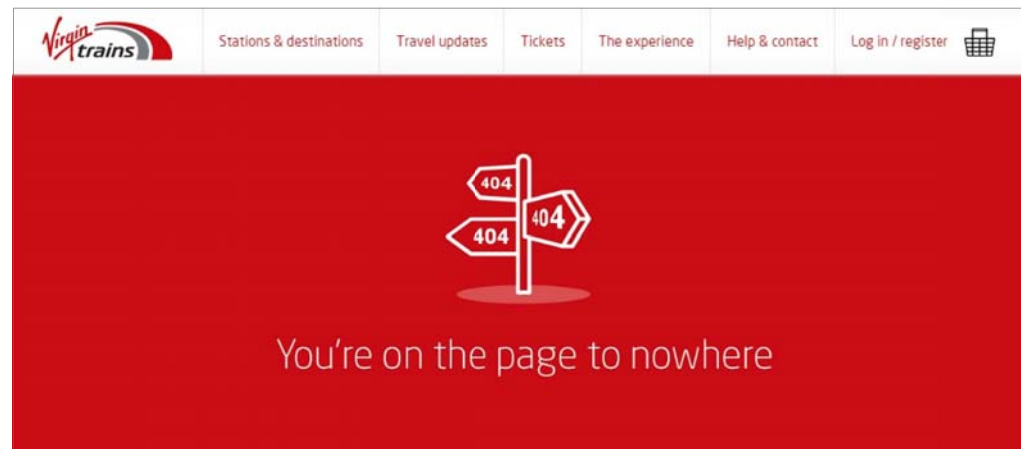 Virgin trains
Stations & destinations
Travel updates
Tickets
The experience
Help & contact
Log in / register
404
404
404
You're on the page to nowhere